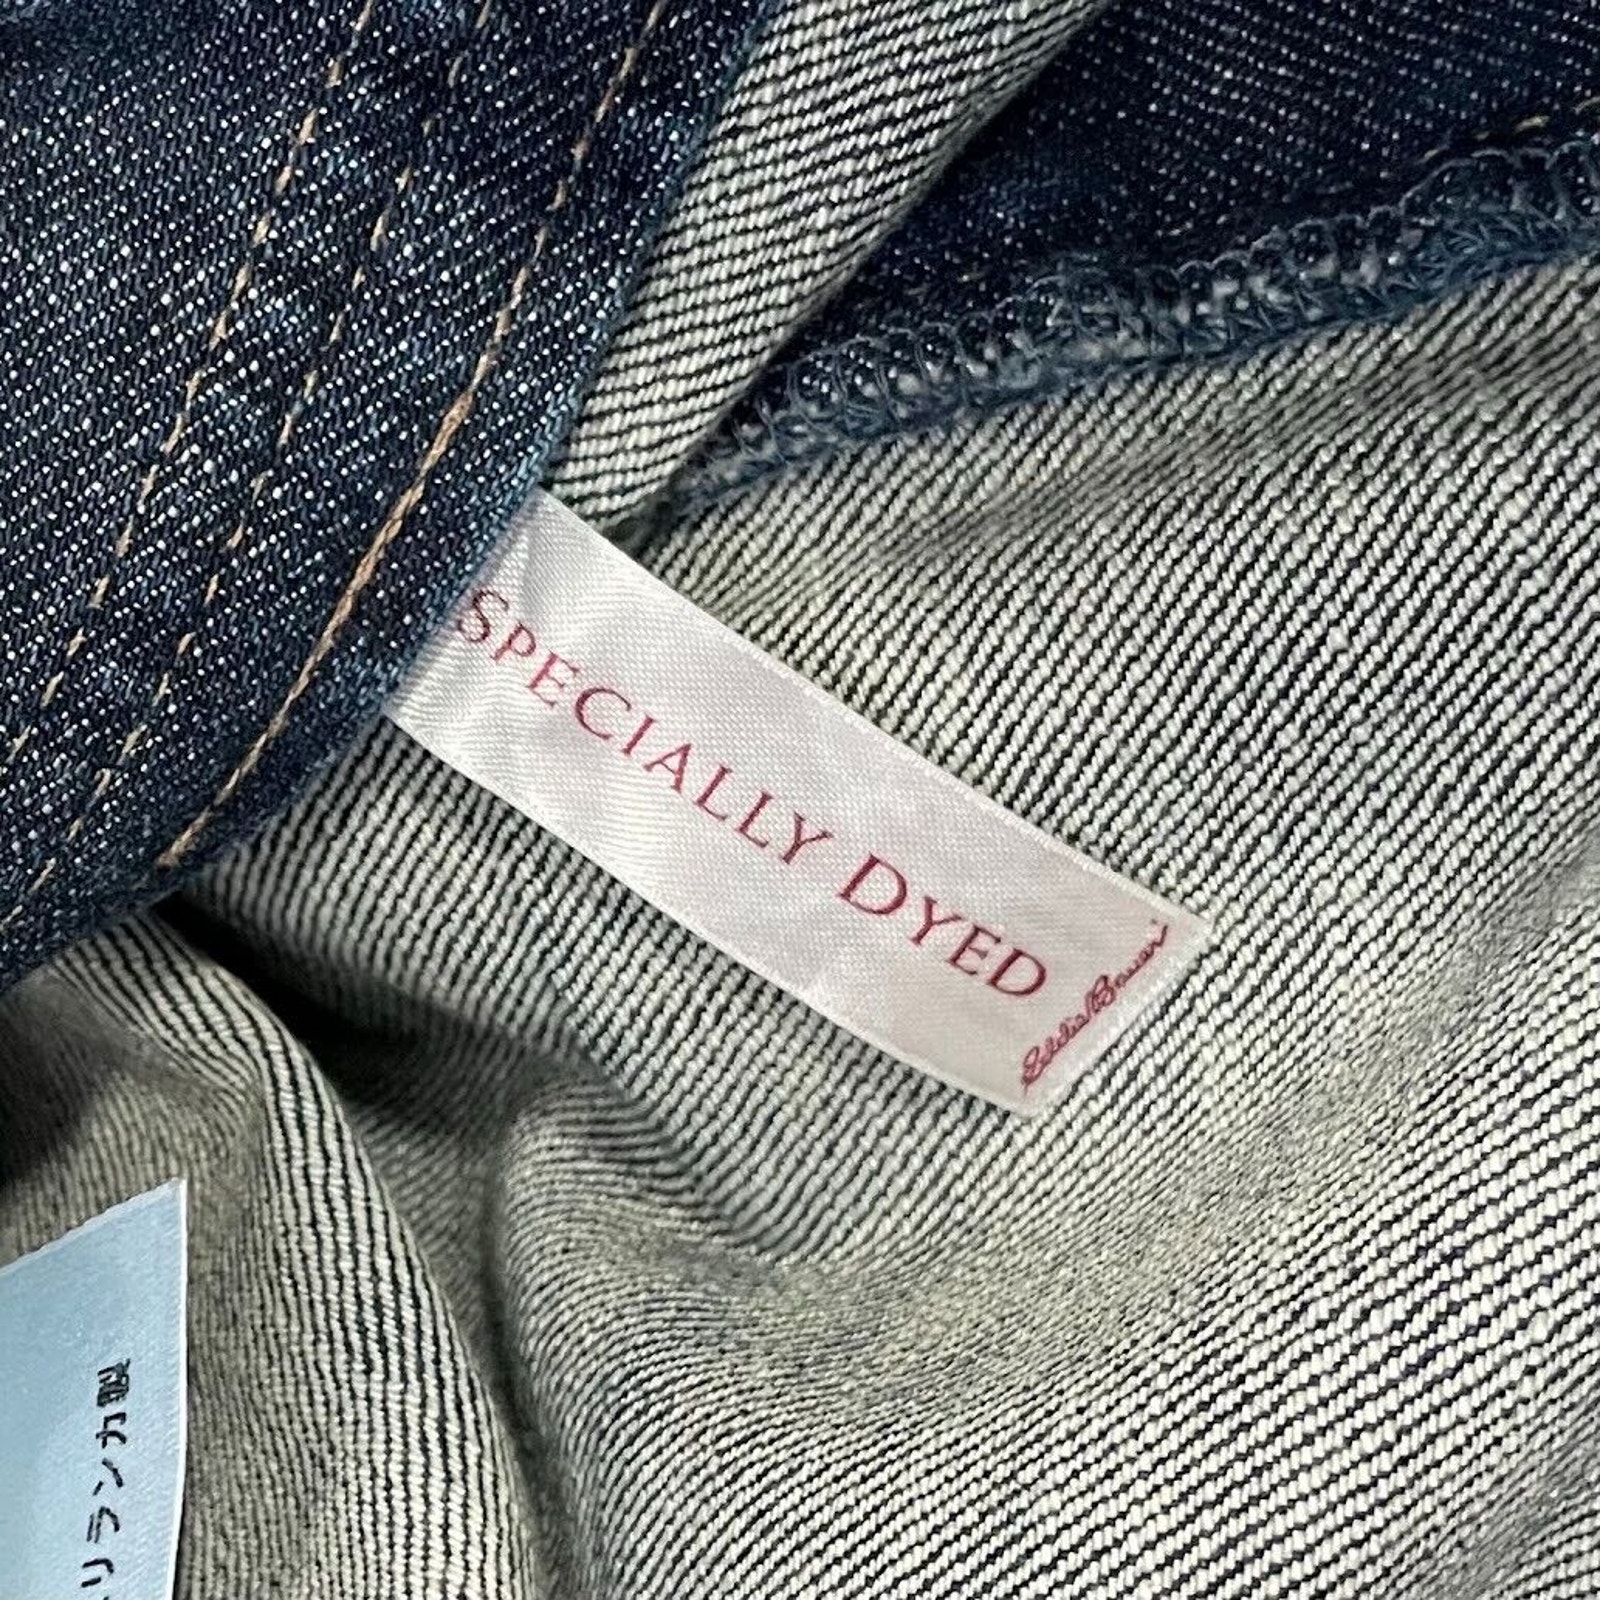 SPECIALLY DYED
Eddie Bauer
リランカ製